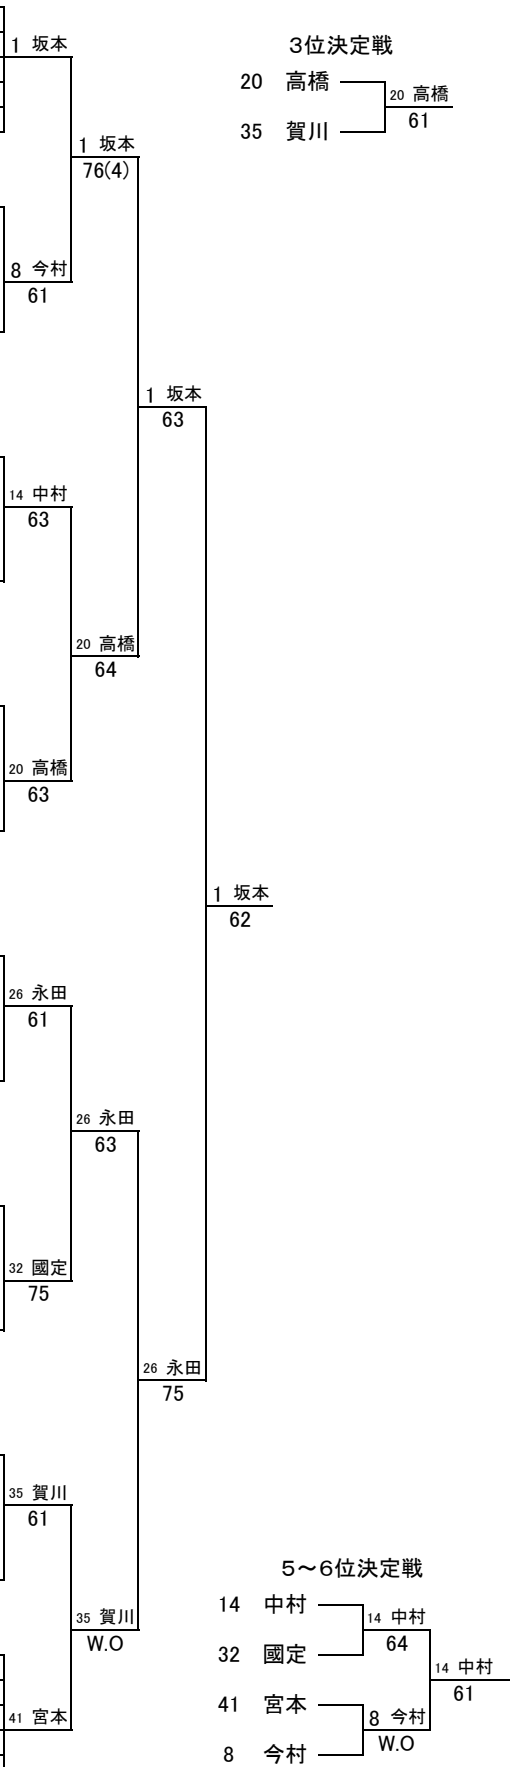 1 坂本
3位決定戦
20 高橋
20 高橋
61
35 賀川
1 坂本
76(4)
8 今村
61
1 坂本
63
14 中村
63
20 高橋
64
20 高橋
63
1 坂本
62
26 永田
61
26 永田
63
32 國定
75
26 永田
75
35 賀川
61
5～6位決定戦
14 中村
35 賀川
W.O
14 中村
64
32 國定
14 中村
61
41 宮本
41 宮本
8 今村
W.O
8 今村